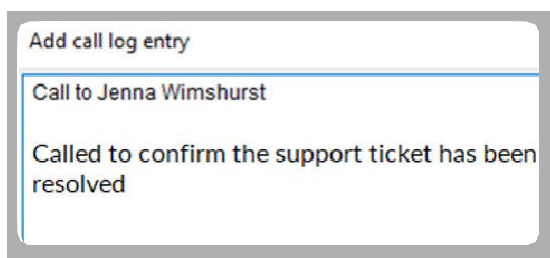 Add call log entry
Call to Jenna Wimshurst
Called to confirm the support ticket has been
resolved